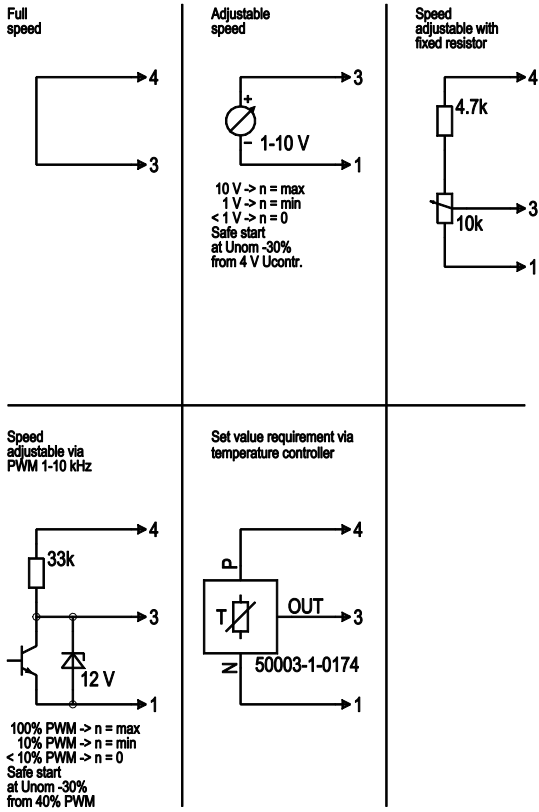 Full
speed
4
3
Adjustable
speed
3
+
– 1-10 V
1
10 V -> n = max
1 V -> n = min
< 1 V -> n = 0
Safe start
at Unom -30%
from 4 V Ucontr.
Speed
adjustable with
fixed resistor
4
4.7k
3
10k
1
Speed
adjustable via
PWM 1-10 kHz
4
33k
3
12 V
1
100% PWM -> n = max
10% PWM -> n = min
< 10% PWM -> n = 0
Safe start
at Unom -30%
from 40% PWM
Set value requirement via
temperature controller
4
P
T
OUT
3
N
50003-1-0174
1